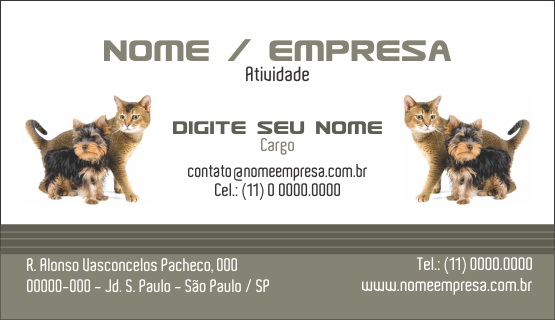 NOME / EMPRESA
Atividade
DIGITE SEU NOME
Cargo
contato@nomeempresa.com.br
Cel.: (11) 0 0000.0000
R. Alonso Vasconcelos Pacheco, 000
00000-000 - Jd. S. Paulo - São Paulo / SP
Tel.: (11) 0000.0000
www.nomeempresa.com.br